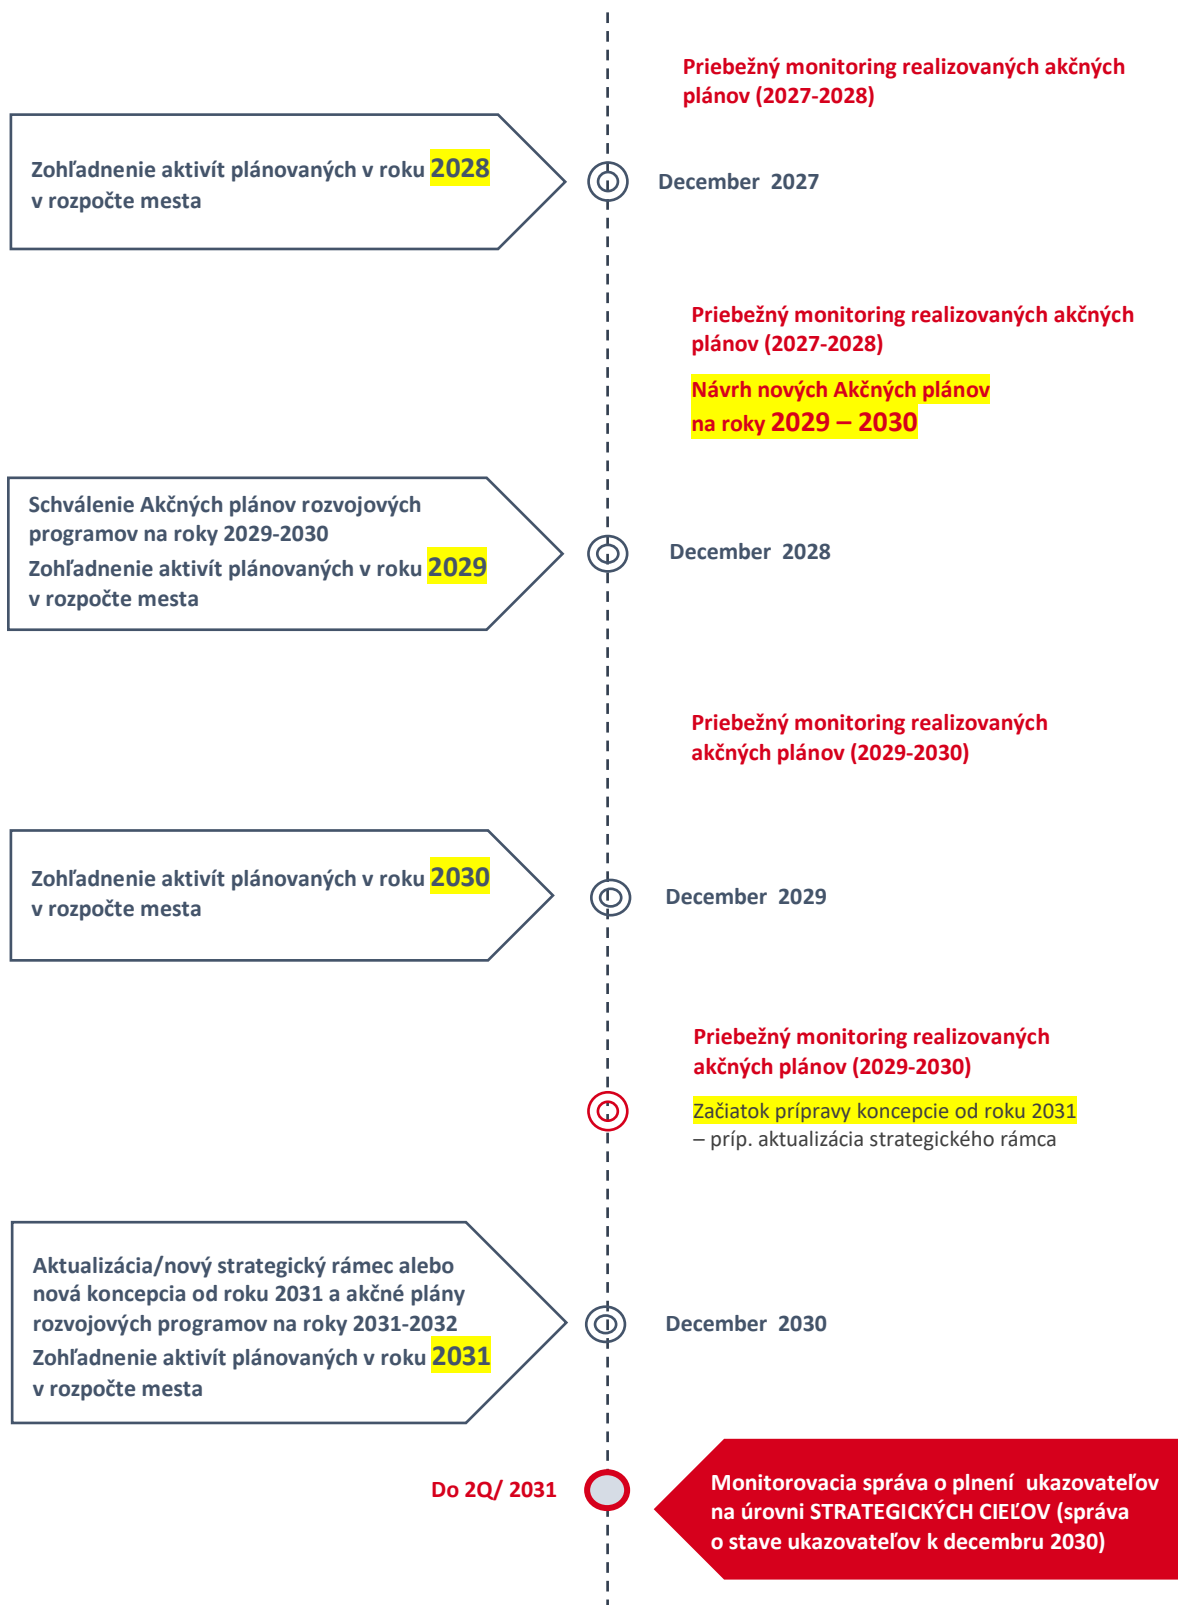 Priebežný monitoring realizovaných akčných
plánov (2027-2028)
Zohľadnenie aktivít plánovaných v roku 2028
v rozpočte mesta
December 2027
Priebežný monitoring realizovaných akčných
plánov (2027-2028)
Návrh nových Akčných plánov
na roky 2029 – 2030
Schválenie Akčných plánov rozvojových
programov na roky 2029-2030
Zohľadnenie aktivít plánovaných v roku 2029
v rozpočte mesta
December 2028
Priebežný monitoring realizovaných
akčných plánov (2029-2030)
Zohľadnenie aktivít plánovaných v roku 2030
v rozpočte mesta
December 2029
Priebežný monitoring realizovaných
akčných plánov (2029-2030)
Začiatok prípravy koncepcie od roku 2031
– príp. aktualizácia strategického rámca
Aktualizácia/nový strategický rámec alebo
nová koncepcia od roku 2031 a akčné plány
rozvojových programov na roky 2031-2032
Zohľadnenie aktivít plánovaných v roku 2031
v rozpočte mesta
December 2030
Do 2Q/ 2031
Monitorovacia správa o plnení ukazovateľov
na úrovni STRATEGICKÝCH CIEĽOV (správa
o stave ukazovateľov k decembru 2030)